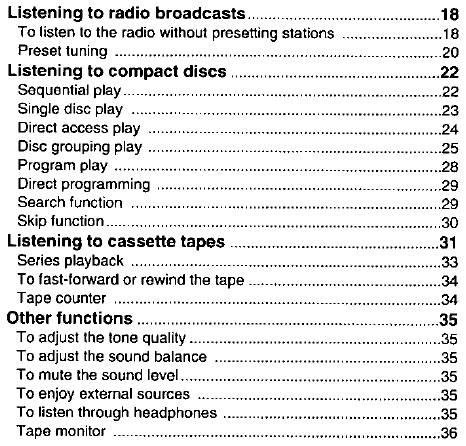 Listening to radio broadcasts ........ 18
To listen to the radio without presetting stations ........ 18
Preset tuning ........ 20
Listening to compact discs ........ 22
Sequential play ........ 22
Single disc play ........ 23
Direct access play ........ 24
Disc grouping play ........ 25
Program play ........ 28
Direct programming ........ 29
Search function ........ 29
Skip function ........ 30
Listening to cassette tapes ........ 31
Series playback ........ 33
To fast-forward or rewind the tape ........ 34
Tape counter ........ 34
Other functions ........ 35
To adjust the tone quality ........ 35
To adjust the sound balance ........ 35
To mute the sound level ........ 35
To enjoy external sources ........ 35
To listen through headphones ........ 35
Tape monitor ........ 36